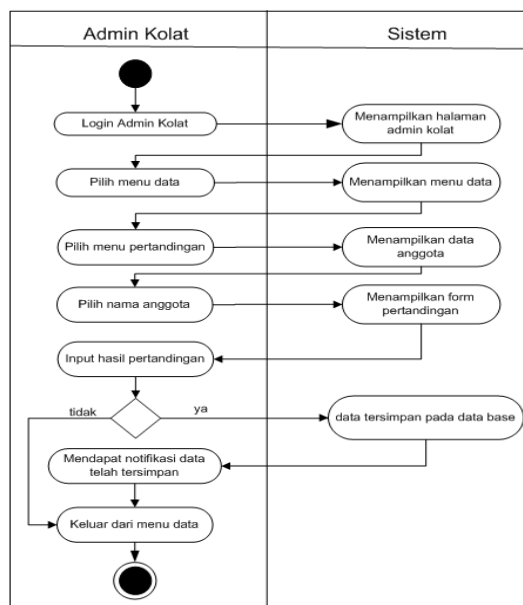 Admin Kolat
Sistem
Login Admin Kolat
Menampilkan halaman
admin kolat
Pilih menu data
Menampilkan menu data
Pilih menu pertandingan
Menampilkan data
anggota
Pilih nama anggota
Menampilkan form
pertandingan
Input hasil pertandingan
tidak
ya
data tersimpan pada data base
Mendapat notifikasi data
telah tersimpan
Keluar dari menu data